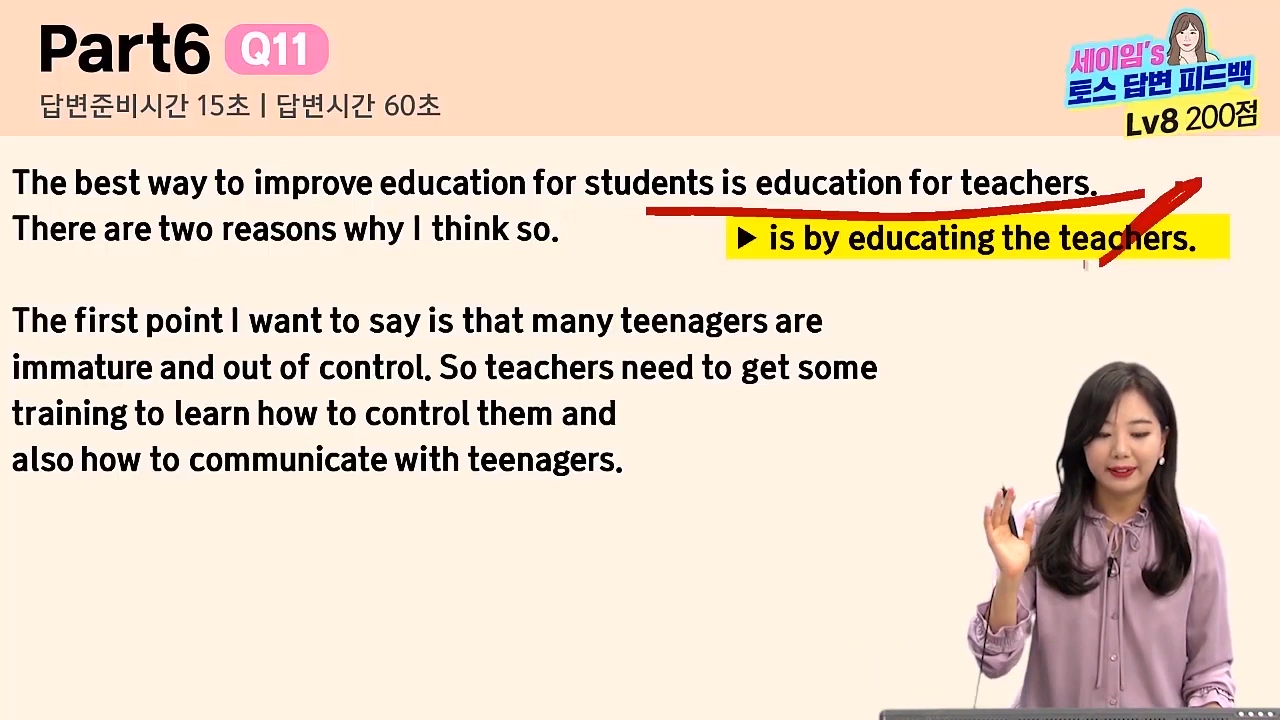 Part6 Q11
답변준비시간 15초 | 답변시간 60초
세이임's
토스 답변 피드백
Lv8 200점
The best way to improve education for students is education for teachers.
There are two reasons why I think so.
▶ is by educating the teachers.
The first point I want to say is that many teenagers are
immature and out of control. So teachers need to get some
training to learn how to control them and
also how to communicate with teenagers.